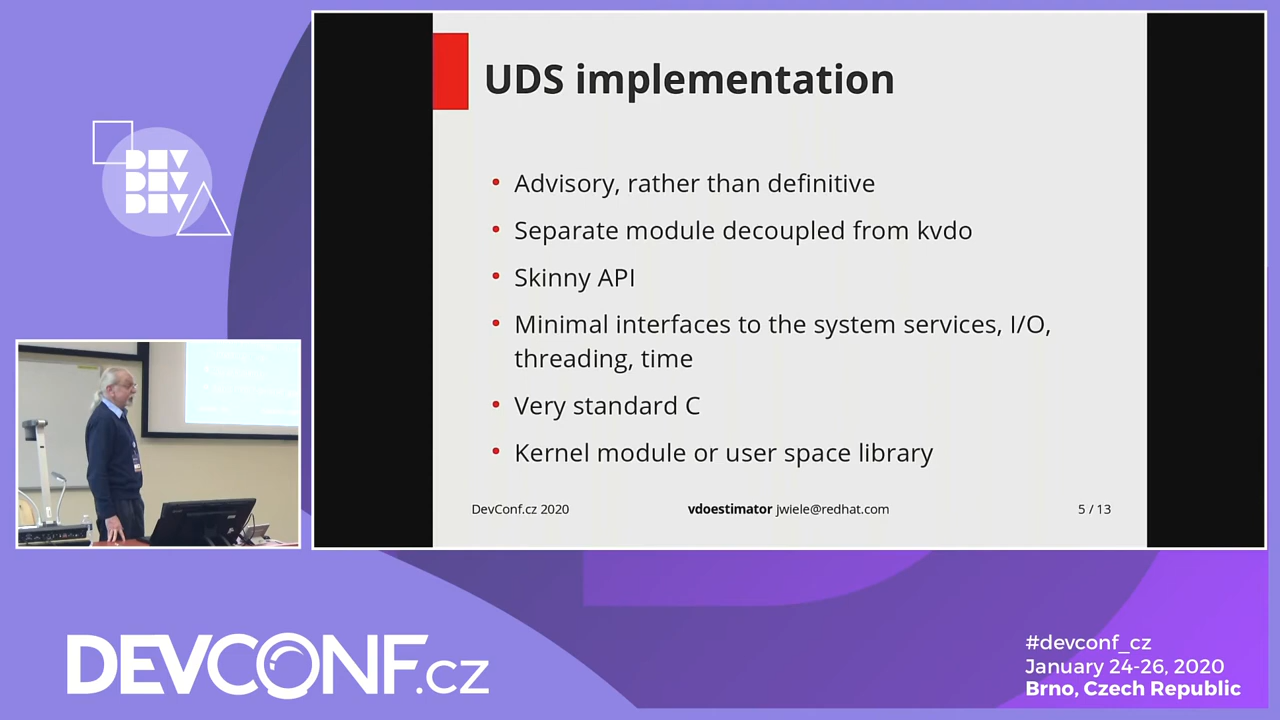 UDS implementation
Advisory, rather than definitive
Separate module decoupled from kvdo
Skinny API
Minimal interfaces to the system services, I/O,
threading, time
Very standard C
Kernel module or user space library
DevConf.cz 2020
vdoestimator jwiele@redhat.com
5 / 13
DEV
DEV
DEV
DEVCONF.cz
#devconf_cz
January 24-26, 2020
Brno, Czech Republic